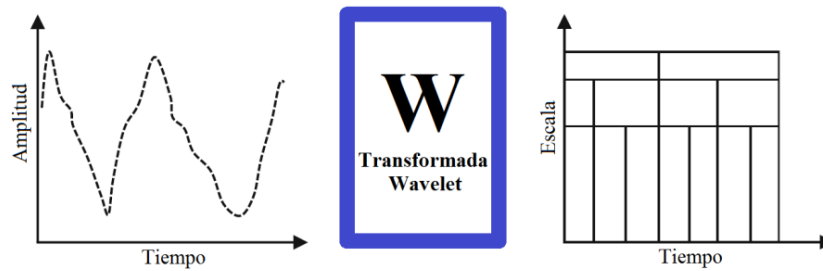 Amplitud
Tiempo
W
Transformada
Wavelet
Escala
Tiempo